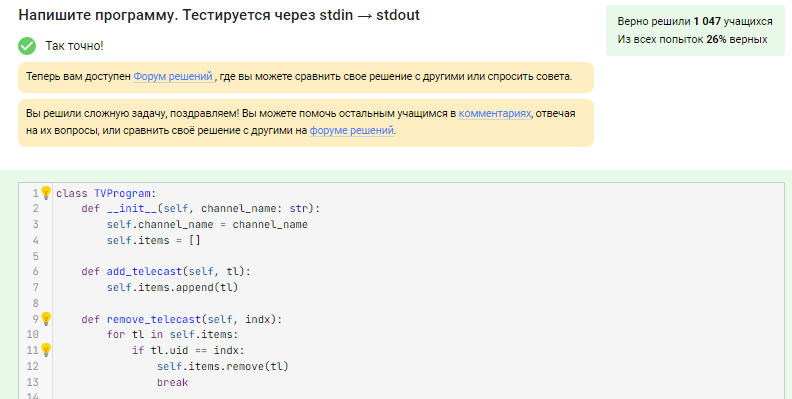 Напишите программу. Тестируется через stdin → stdout
Верно решили 1 047 учащихся
Из всех попыток 26% верных
Так точно!
Теперь вам доступен Форум решений , где вы можете сравнить свое решение с другими или спросить совета.
Вы решили сложную задачу, поздравляем! Вы можете помочь остальным учащимся в комментариях, отвечая
на их вопросы, или сравнить своё решение с другими на форуме решений.
1 class TVProgram:
2     def __init__(self, channel_name: str):
3         self.channel_name = channel_name
4         self.items = []
5
6     def add_telecast(self, tl):
7         self.items.append(tl)
8
9     def remove_telecast(self, indx):
10         for tl in self.items:
11             if tl.uid == indx:
12                 self.items.remove(tl)
13                 break
14